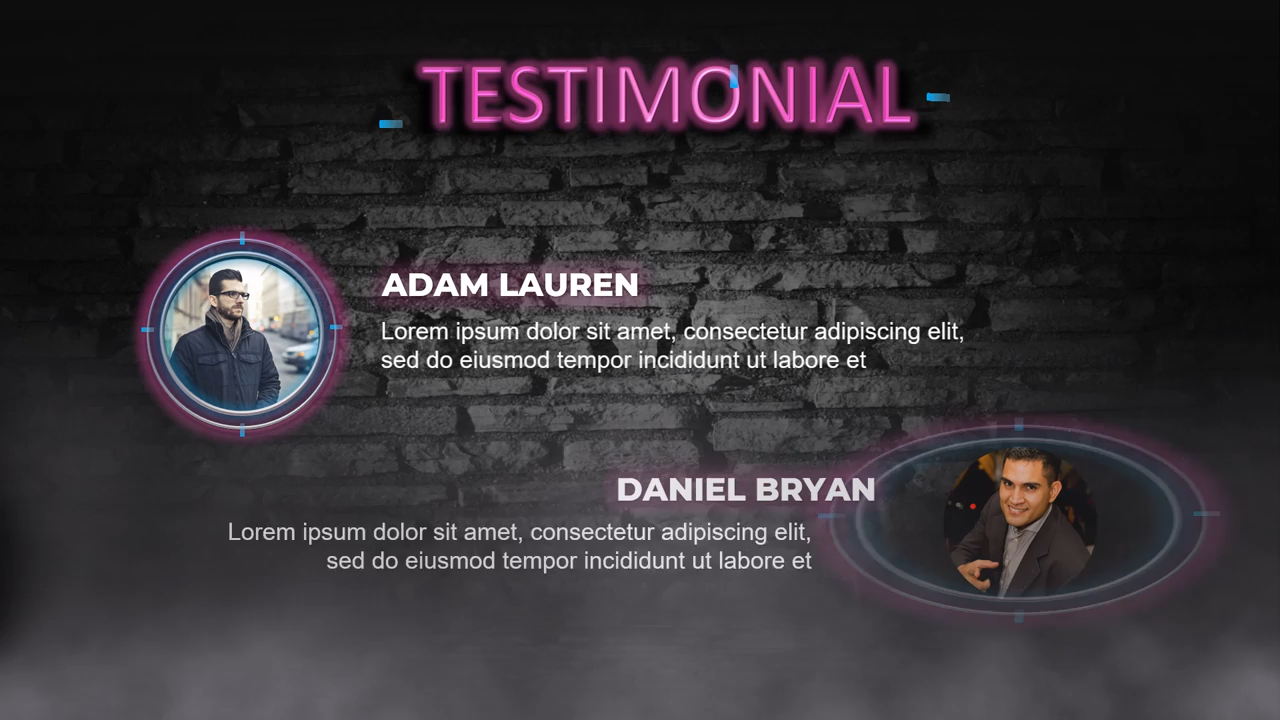 TESTIMONIAL
ADAM LAUREN
Lorem ipsum dolor sit amet, consectetur adipiscing elit,
sed do eiusmod tempor incididunt ut labore et
DANIEL BRYAN
Lorem ipsum dolor sit amet, consectetur adipiscing elit,
sed do eiusmod tempor incididunt ut labore et